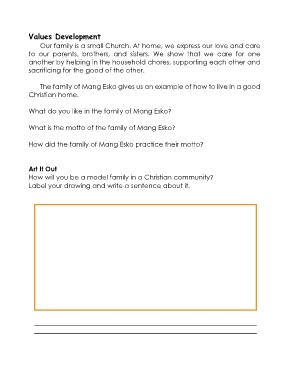 Values Development
Our family is a small Church. At home, we express our love and care
to our parents, brothers, and sisters. We show that we care for one
another by helping in the household chores, supporting each other and
sacrificing for the good of the other.
The family of Mang Esko gives us an example of how to live in a good
Christian home.
What do you like in the family of Mang Esko?
What is the motto of the family of Mang Esko?
How did the family of Mang Esko practice their motto?
Art It Out
How will you be a model family in a Christian community?
Label your drawing and write a sentence about it.